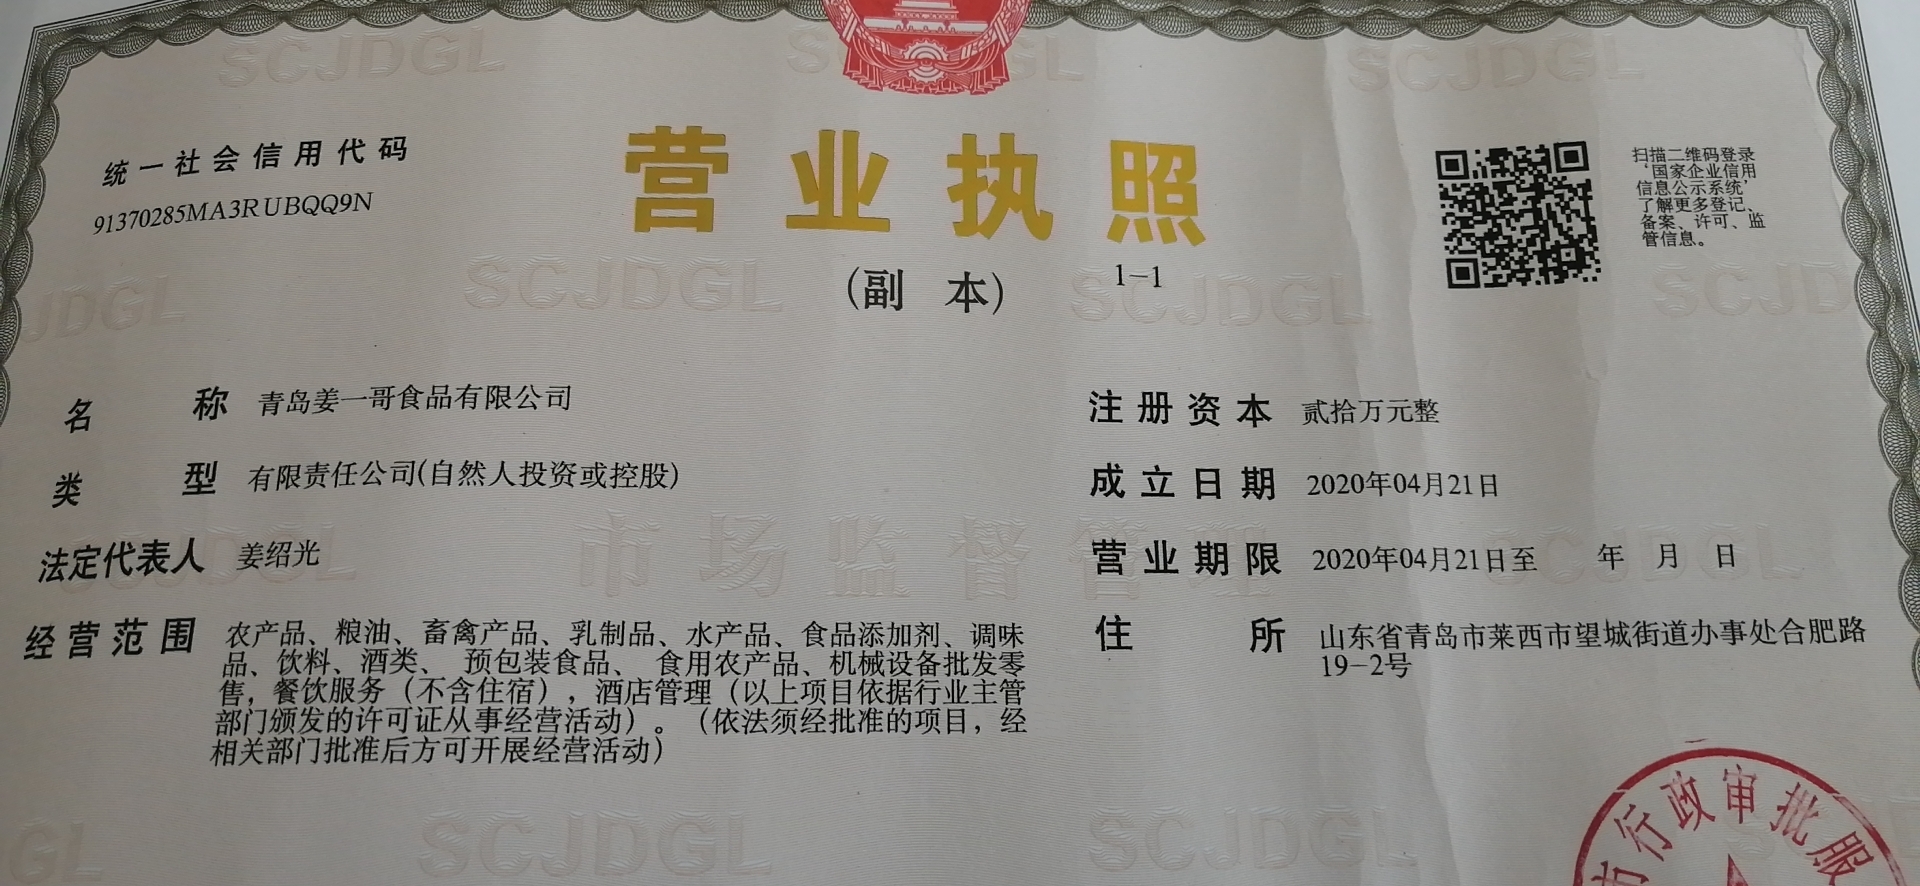 统一社会信用代码
91370285MA3RUBQQ9N
营业执照
(副 本)
1-1
扫描二维码登录
‘国家企业信用
信息公示系统’
了解更多登记、
备案、许可、监
管信息。
名称 青岛姜一哥食品有限公司
类型 有限责任公司(自然人投资或控股)
法定代表人 姜绍光
经营范围 农产品、粮油、畜禽产品、乳制品、水产品、食品添加剂、调味
品、饮料、酒类、 预包装食品、 食用农产品、机械设备批发零
售，餐饮服务（不含住宿），酒店管理（以上项目依据行业主管
部门颁发的许可证从事经营活动）。（依法须经批准的项目，经
相关部门批准后方可开展经营活动）
注册资本 贰拾万元整
成立日期 2020年04月21日
营业期限 2020年04月21日至 年 月 日
住所 山东省青岛市莱西市望城街道办事处合肥路
19-2号
市行政审批服
SCJDGL
市场监督管理